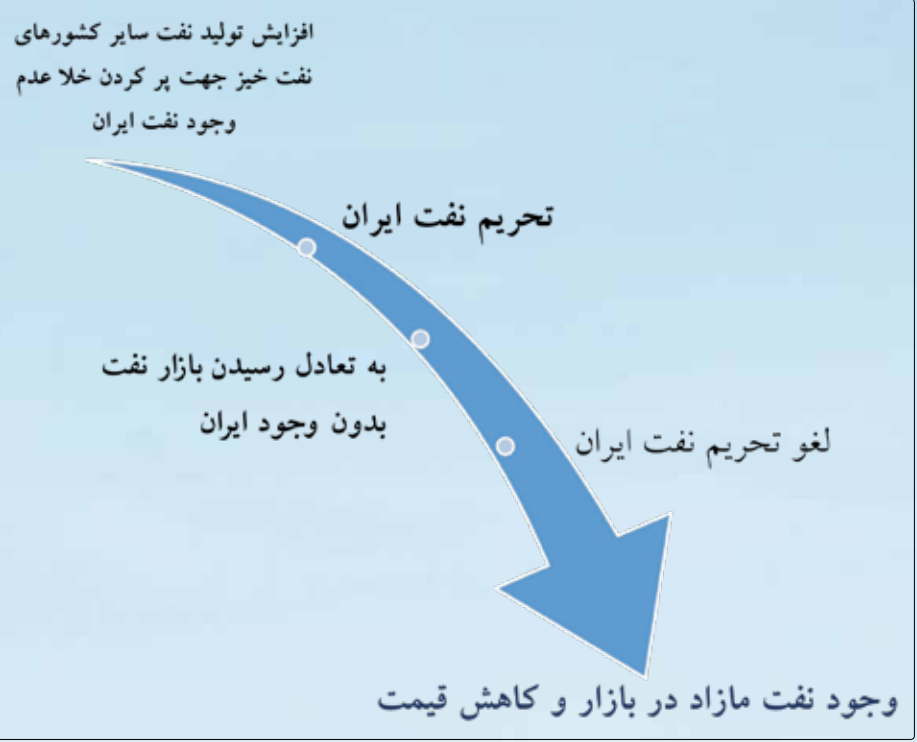 افزایش تولید نفت سایر کشورهای
نفت خیز جهت پر کردن خلا عدم
وجود نفت ایران
تحریم نفت ایران
به تعادل رسیدن بازار نفت
بدون وجود ایران
لغو تحریم نفت ایران
وجود نفت مازاد در بازار و کاهش قیمت